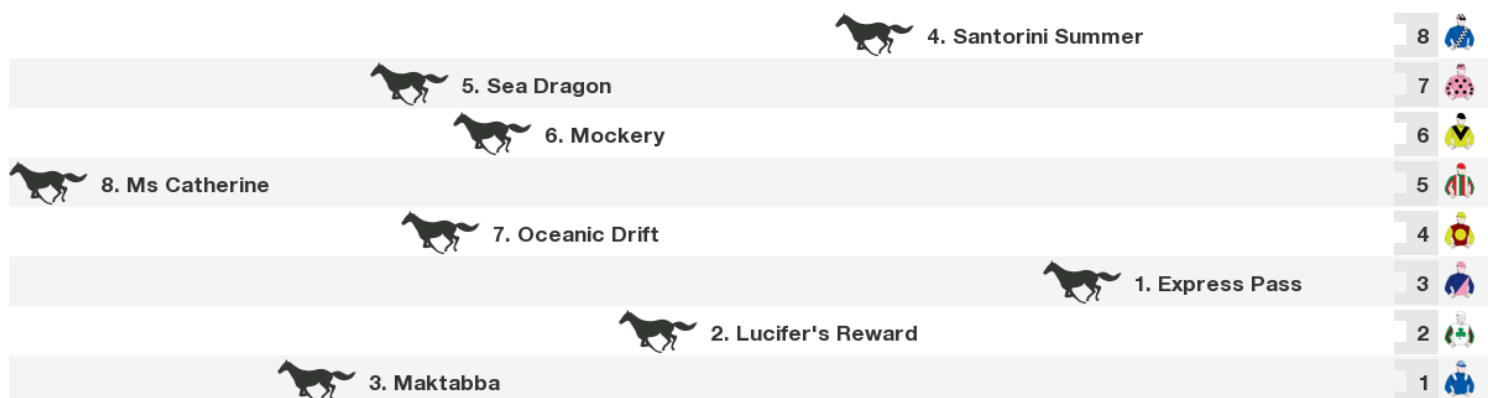 4. Santorini Summer 8
5. Sea Dragon 7
6. Mockery 6
8. Ms Catherine 5
7. Oceanic Drift 4
1. Express Pass 3
2. Lucifer's Reward 2
3. Maktabba 1